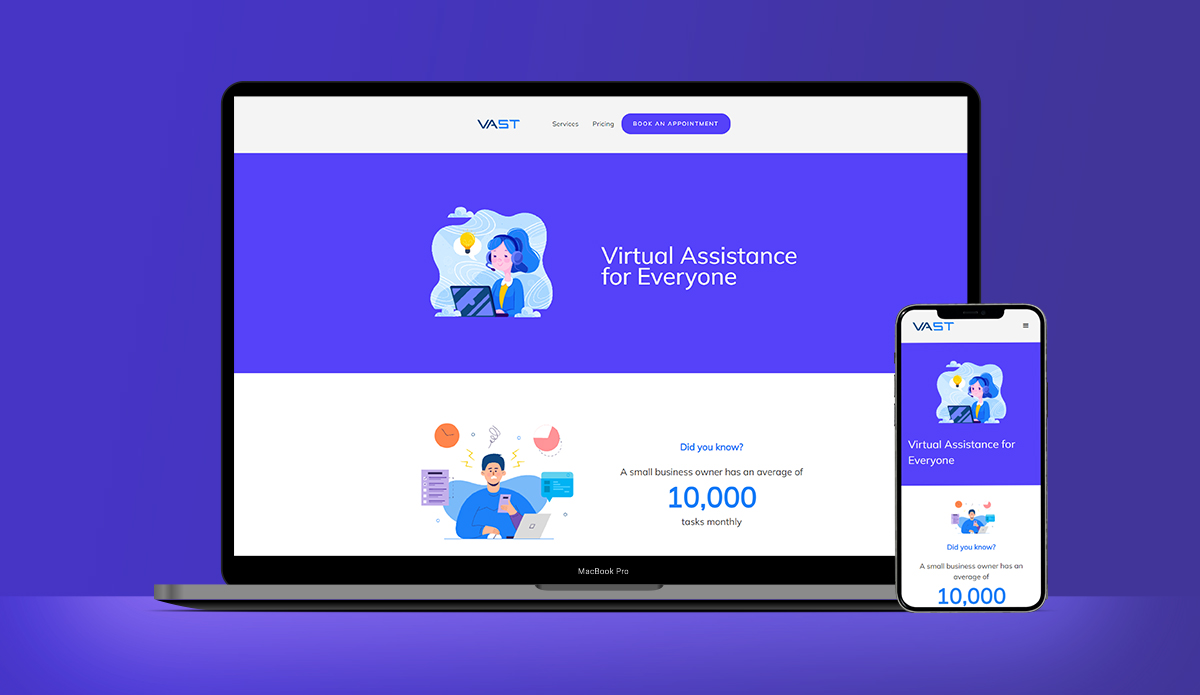 VAST
Services
Pricing
BOOK AN APPOINTMENT
Virtual Assistance
for Everyone
Did you know?
A small business owner has an average of
10,000
tasks monthly
MacBook Pro
VAST
Virtual Assistance for
Everyone
Did you know?
A small business owner has an
average of
10,000